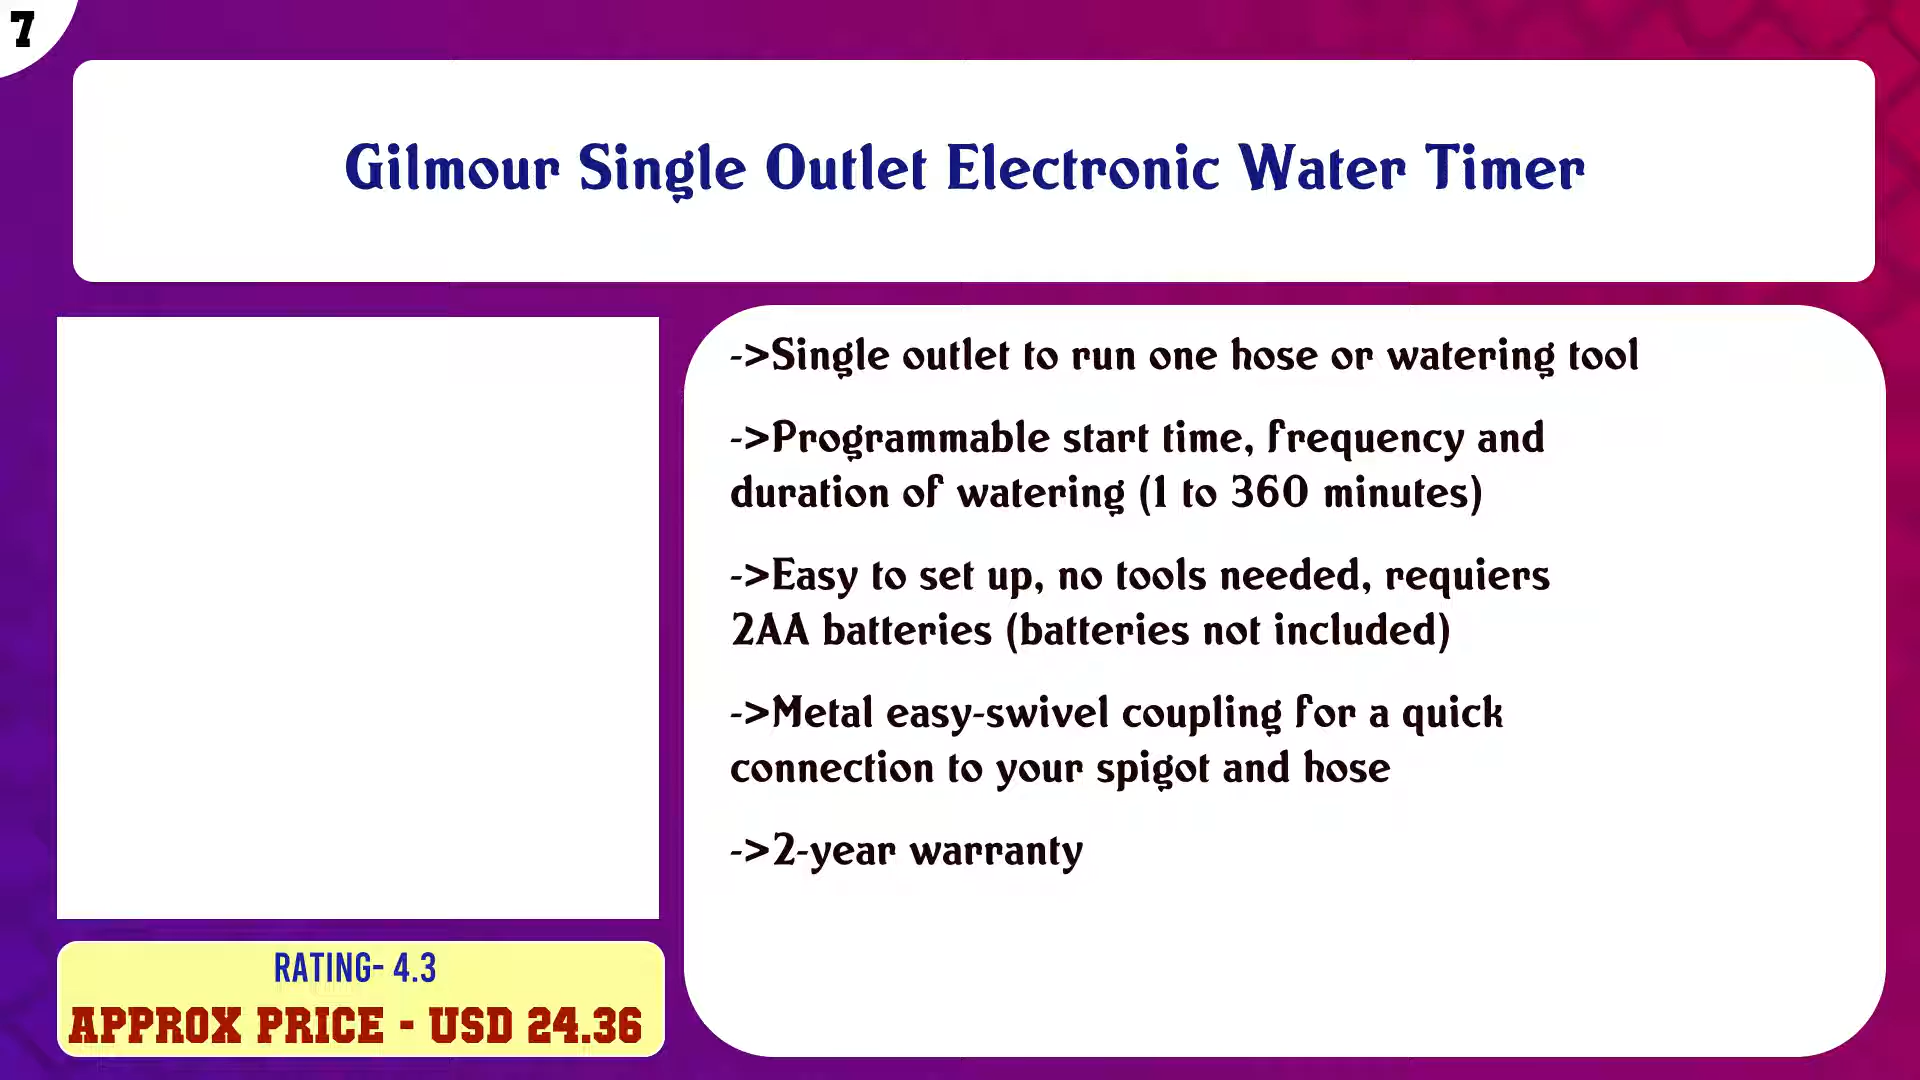 7
Gilmour Single Outlet Electronic Water Timer
->Single outlet to run one hose or watering tool
->Programmable start time, frequency and
duration of watering (1 to 360 minutes)
->Easy to set up, no tools needed, requiers
2AA batteries (batteries not included)
->Metal easy-swivel coupling for a quick
connection to your spigot and hose
->2-year warranty
RATING- 4.3
APPROX PRICE - USD 24.36